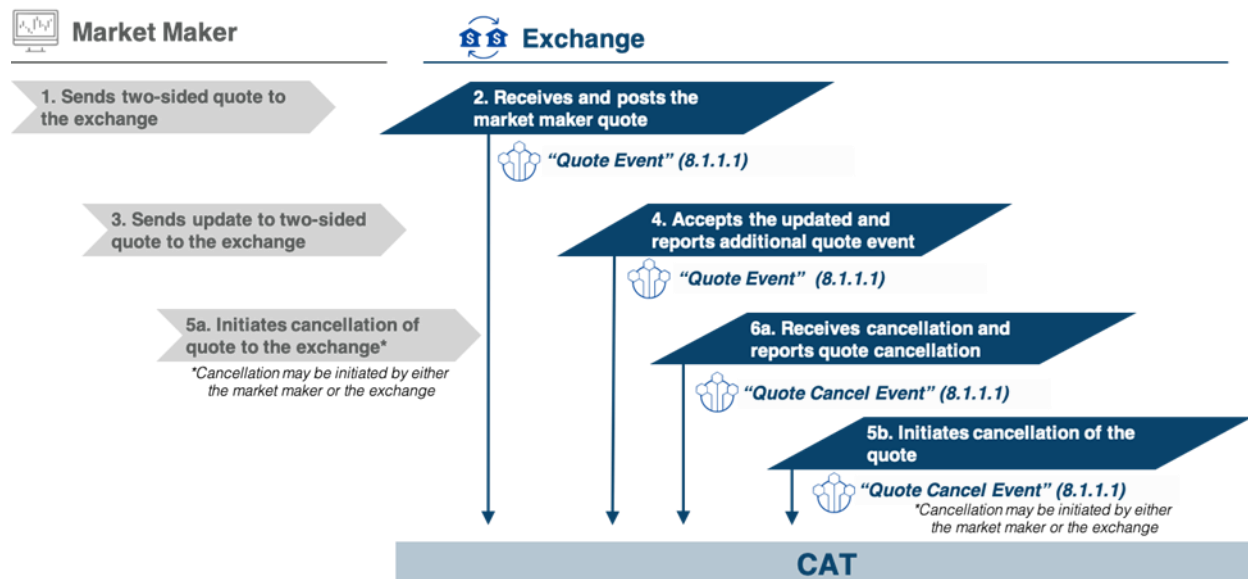 Market Maker
Exchange
1. Sends two-sided quote to
the exchange
2. Receives and posts the
market maker quote
“Quote Event” (8.1.1.1)
3. Sends update to two-sided
quote to the exchange
4. Accepts the updated and
reports additional quote event
“Quote Event” (8.1.1.1)
5a. Initiates cancellation of
quote to the exchange*
*Cancellation may be initiated by either
the market maker or the exchange
6a. Receives cancellation and
reports quote cancellation
“Quote Cancel Event” (8.1.1.1)
5b. Initiates cancellation of the
quote
“Quote Cancel Event” (8.1.1.1)
*Cancellation may be initiated by either
the market maker or the exchange
CAT